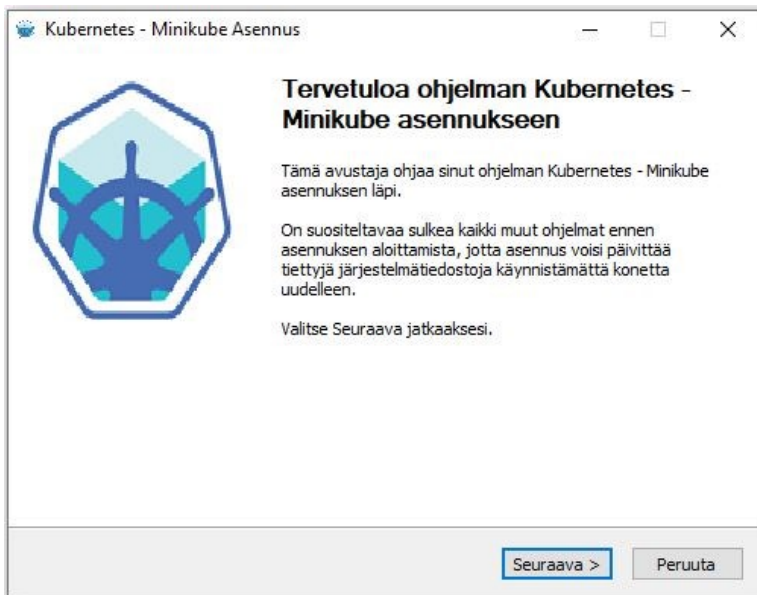 Kubernetes - Minikube Asennus
Tervetuloa ohjelman Kubernetes -
Minikube asennukseen
Tämä avustaja ohjaa sinut ohjelman Kubernetes - Minikube
asennuksen läpi.
On suositeltavaa sulkea kaikki muut ohjelmat ennen
asennuksen aloittamista, jotta asennus voisi päivittää
tiettyjä järjestelmätiedostoja käynnistämättä konetta
uudelleen.
Valitse Seuraava jatkaaksesi.
Seuraava >
Peruuta